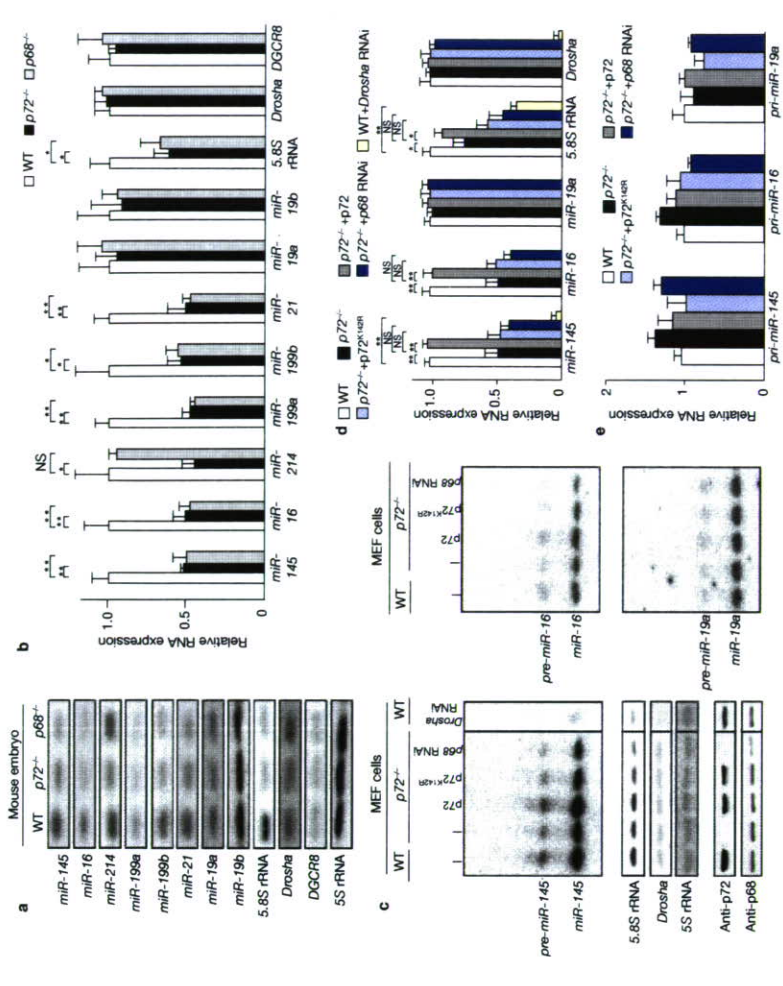 a
Mouse embryo
WT p72-/- p68-/-
miR-145
miR-16
miR-214
miR-199a
miR-199b
miR-21
miR-19a
miR-19b
5.8S rRNA
Drosha
DGCR8
5S rRNA
b
WT p72-/- p68-/-
Relative RNA expression
1.0
0.5
0
** ** ** ** NS * ** ** * * ** ** * *
miR-145 miR-16 miR-214 miR-199a miR-199b miR-21 miR-19a miR-19b 5.8S rRNA Drosha DGCR8
c
MEF cells
WT p72-/- WT
– – p72 p72K142R p68 RNAi Drosha RNAi
pre-miR-145
miR-145
5.8S rRNA
Drosha
5S rRNA
Anti-p72
Anti-p68
MEF cells
WT p72-/-
– – p72 p72K142R p68 RNAi
pre-miR-16
miR-16
pre-miR-19a
miR-19a
d
WT p72-/- p72-/-+p72
p72-/-+p72K142R p72-/-+p68 RNAi WT+Drosha RNAi
Relative RNA expression
1.0
0.5
0
** NS NS ** ** NS NS ** ** ** NS NS * *
miR-145 miR-16 miR-19a 5.8S rRNA Drosha
e
WT p72-/- p72-/-+p72
p72-/-+p72K142R p72-/-+p68 RNAi
Relative RNA expression
2
1
0
pri-miR-145 pri-miR-16 pri-miR-19a